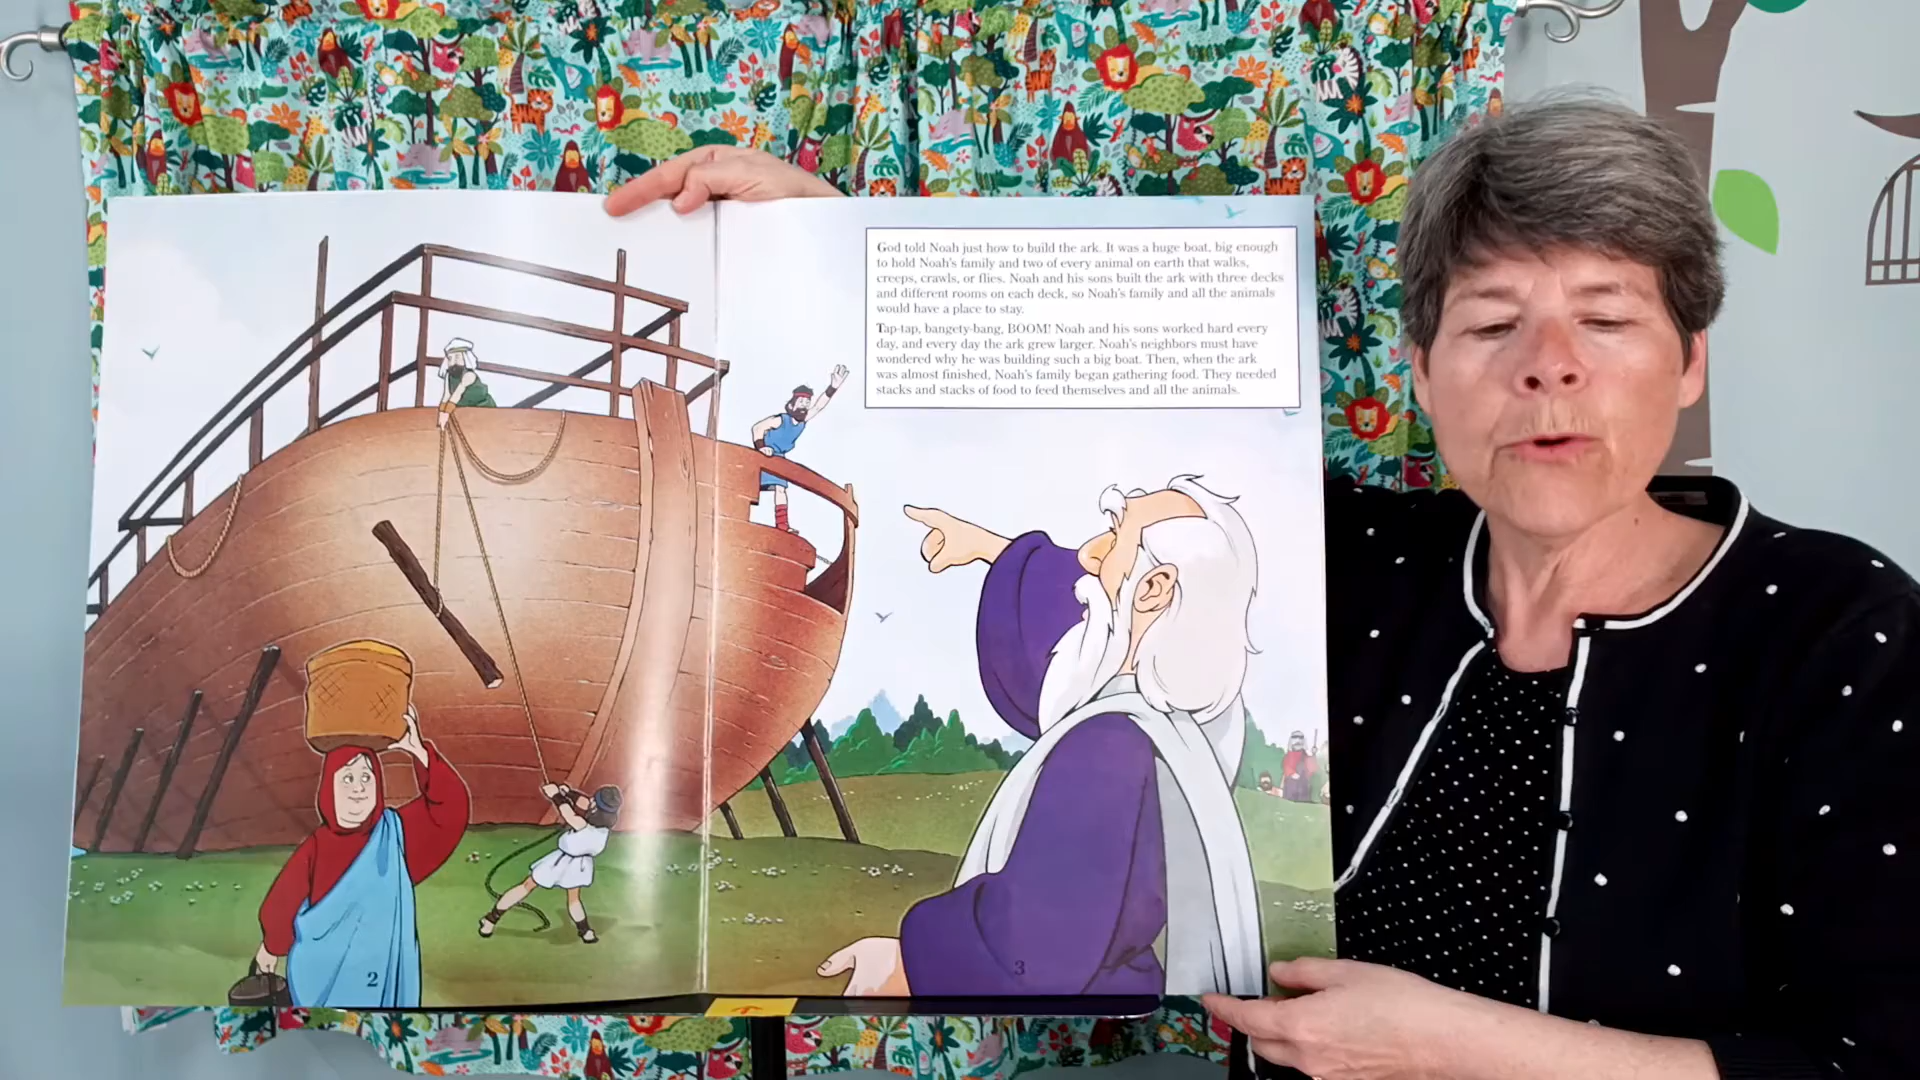 God told Noah just how to build the ark. It was a huge boat, big enough
to hold Noah's family and two of every animal on earth that walks,
creeps, crawls, or flies. Noah and his sons built the ark with three decks
and different rooms on each deck, so Noah's family and all the animals
would have a place to stay.
Tap-tap, bangety-bang, BOOM! Noah and his sons worked hard every
day, and every day the ark grew larger. Noah's neighbors must have
wondered why he was building such a big boat. Then, when the ark
was almost finished, Noah's family began gathering food. They needed
stacks and stacks of food to feed themselves and all the animals.
2
3